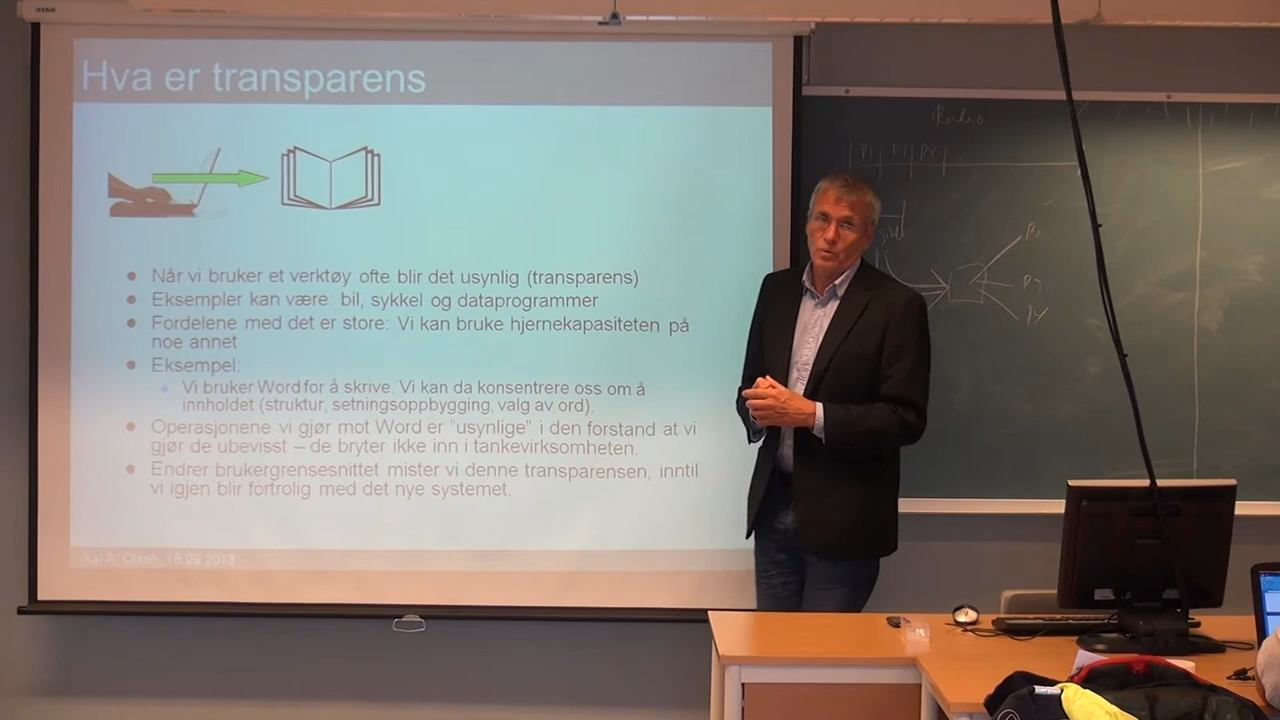 Hva er transparens
Når vi bruker et verktøy ofte blir det usynlig (transparens)
Eksempler kan være: bil, sykkel og dataprogrammer
Fordelene med det er store: Vi kan bruke hjernekapasiteten på
noe annet
Eksempel:
Vi bruker Word for å skrive. Vi kan da konsentrere oss om å
innholdet (struktur, setningsoppbygging, valg av ord).
Operasjonene vi gjør mot Word er "usynlige" i den forstand at vi
gjør de ubevisst – de bryter ikke inn i tankevirksomheten.
Endrer brukergrensesnittet mister vi denne transparensen, inntil
vi igjen blir fortrolig med det nye systemet.
Kai A. Olsen, 16.09.2013
Radio